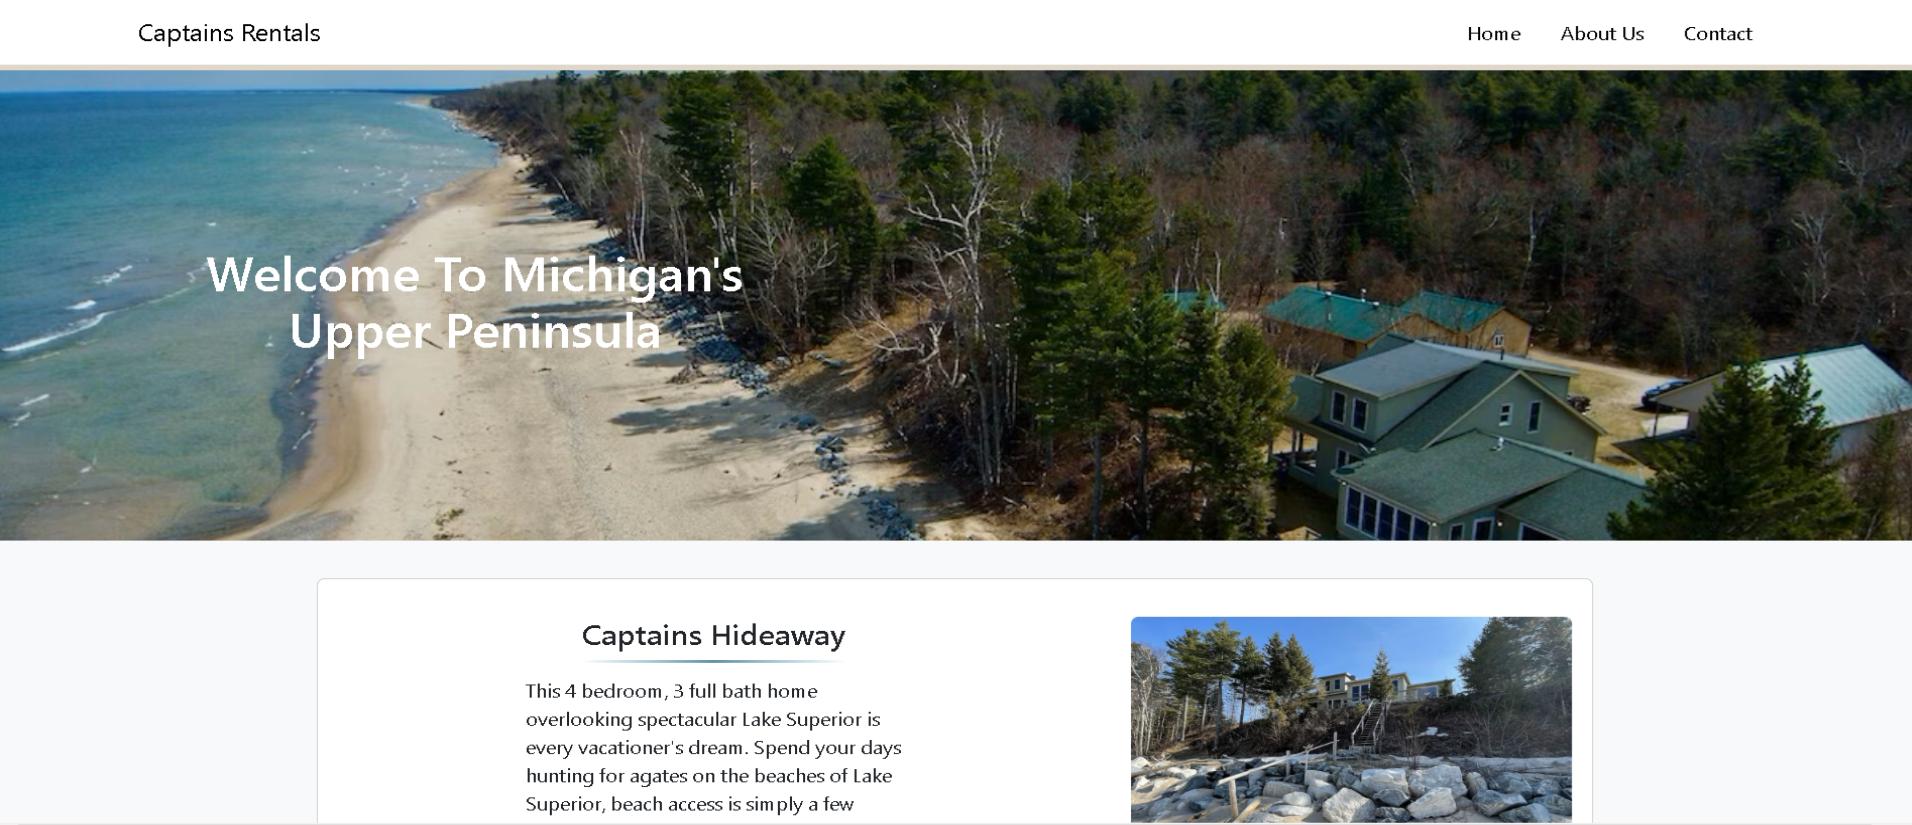 Captains Rentals
Home About Us Contact
Welcome To Michigan's
Upper Peninsula
Captains Hideaway
This 4 bedroom, 3 full bath home
overlooking spectacular Lake Superior is
every vacationer's dream. Spend your days
hunting for agates on the beaches of Lake
Superior, beach access is simply a few